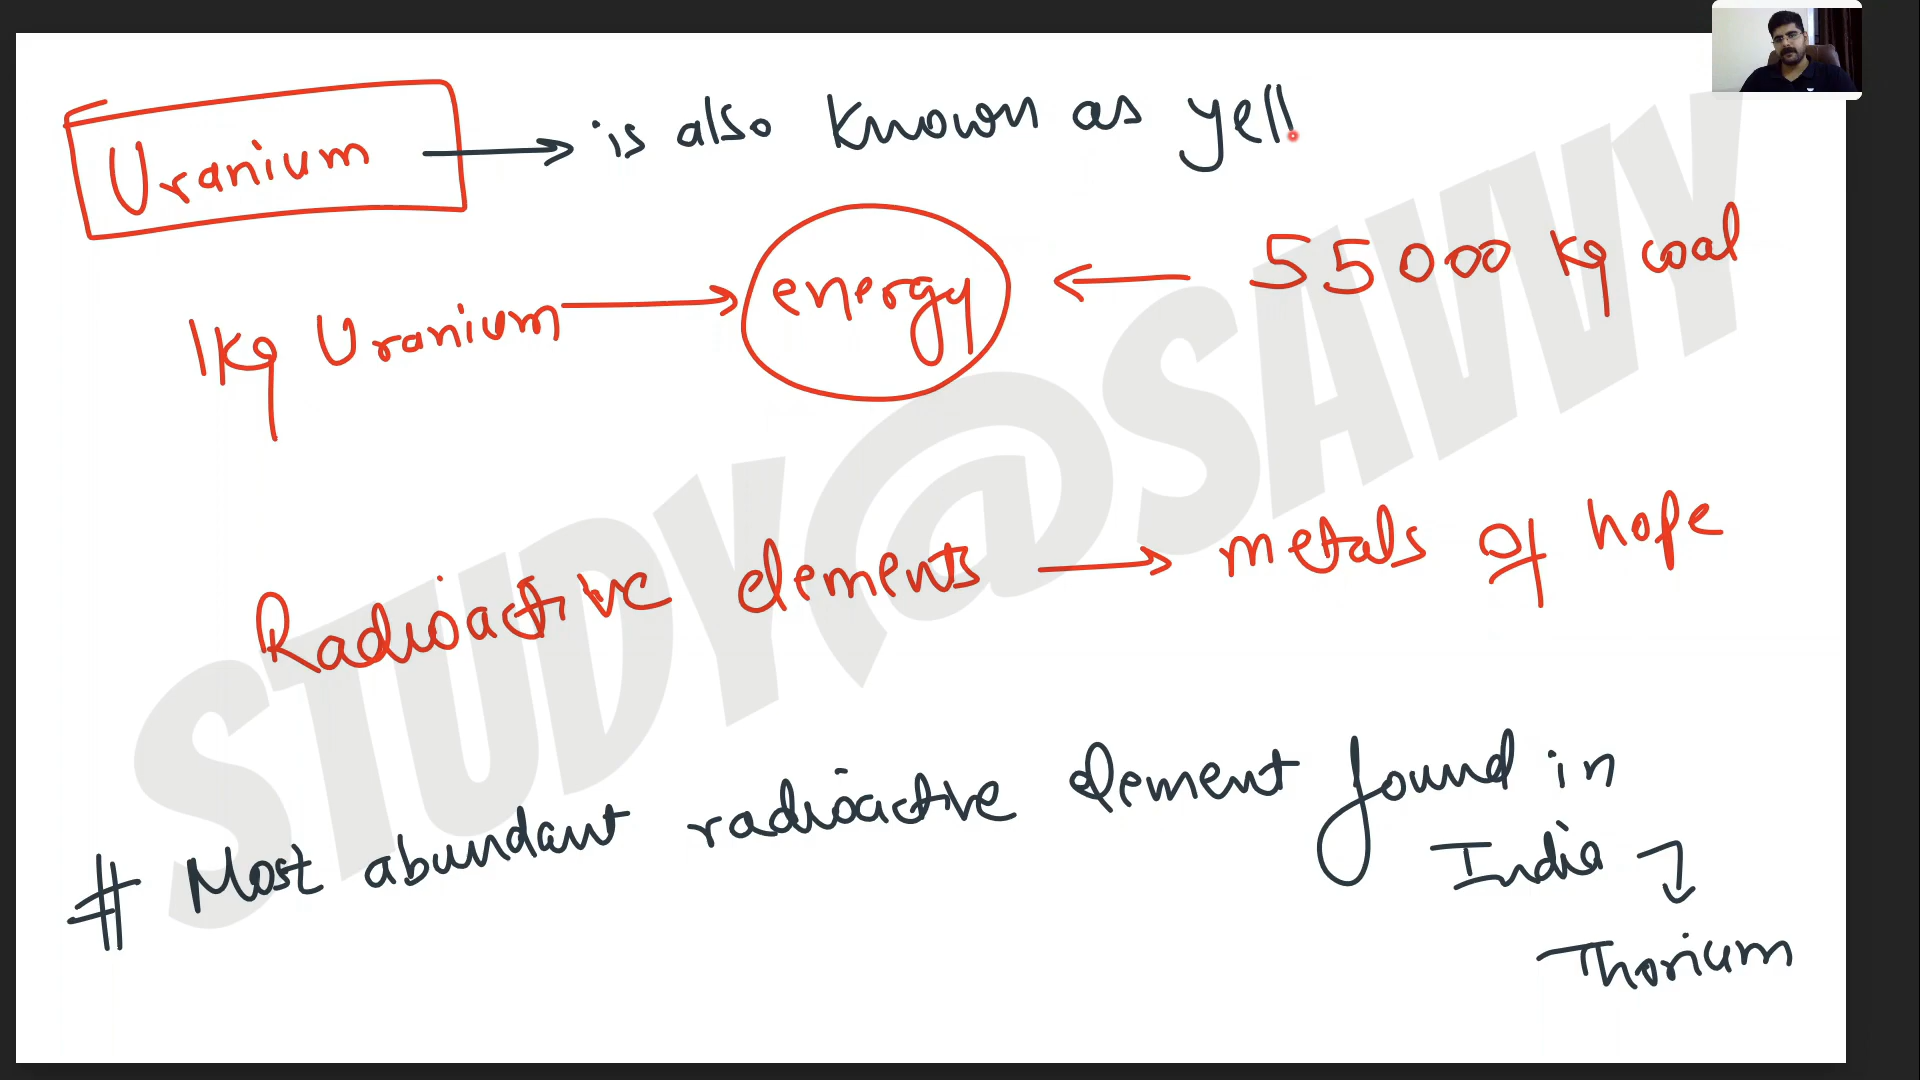 Uranium → is also known as yell
1kg Uranium → energy ← 55000 kg coal
Radioactive elements → metals of hope
# Most abundant radioactive element found in
India
Thorium
STUDY@SAVVY